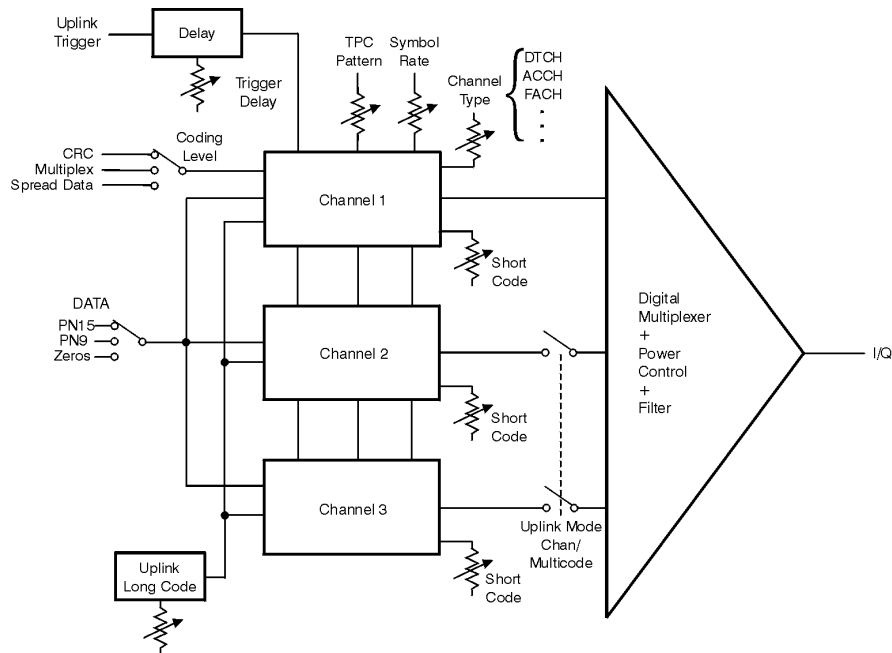 Uplink
Trigger
Delay
Trigger
Delay
TPC
Pattern
Symbol
Rate
Channel
Type
DTCH
ACCH
FACH
Coding
Level
CRC
Multiplex
Spread Data
Channel 1
Short
Code
DATA
PN15
PN9
Zeros
Channel 2
Short
Code
Digital
Multiplexer
+
Power
Control
+
Filter
I/Q
Channel 3
Uplink Mode
Chan/
Multicode
Short
Code
Uplink
Long Code